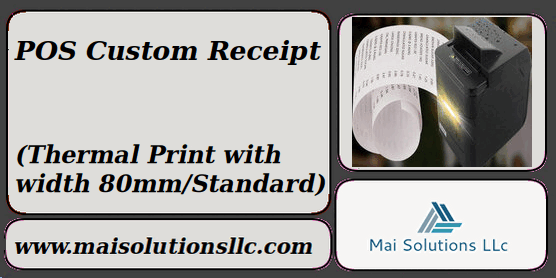 POS Custom Receipt
(Thermal Print with
width 80mm/Standard)
www.maisolutionsllc.com
Mai Solutions LLc